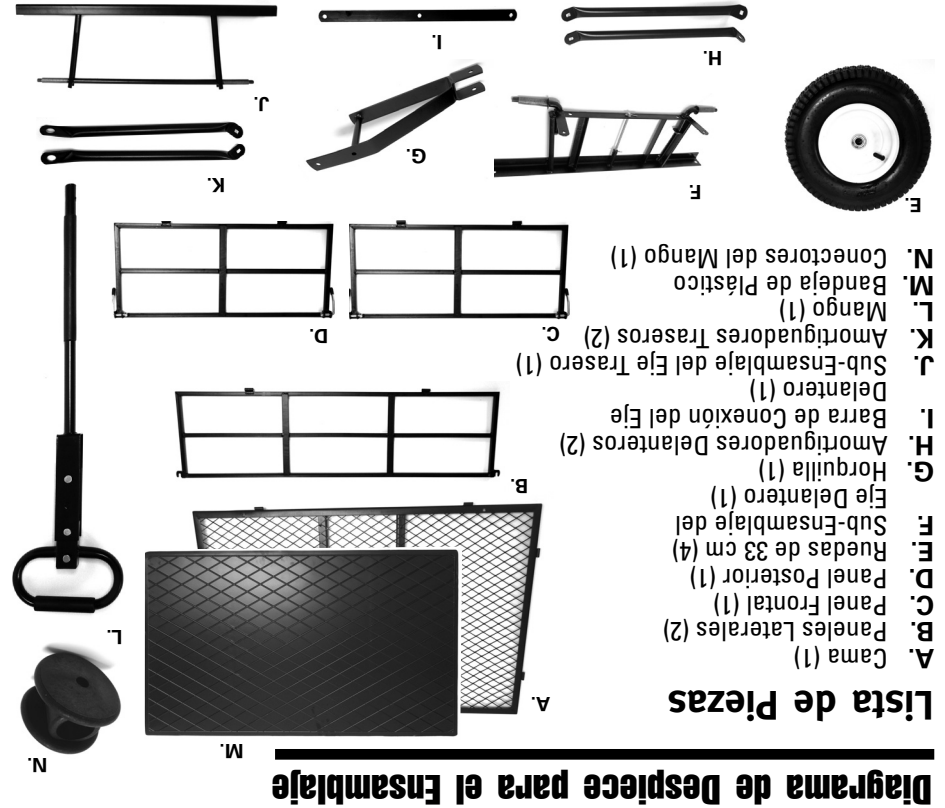 Diagrama de Despiece para el Ensamblaje
Lista de Piezas
A. Cama (1)
B. Paneles Laterales (2)
C. Panel Frontal (1)
D. Panel Posterior (1)
E. Ruedas de 33 cm (4)
F. Sub-Ensamblaje del
Eje Delantero (1)
G. Horquilla (1)
H. Amortiguadores Delanteros (2)
I. Barra de Conexión del Eje
Delantero (1)
J. Sub-Ensamblaje del Eje Trasero (1)
K. Amortiguadores Traseros (2)
L. Mango (1)
M. Bandeja de Plástico
N. Conectores del Mango (1)
A.
M.
N.
L.
B.
C.
D.
E.
F.
G.
K.
H.
I.
J.